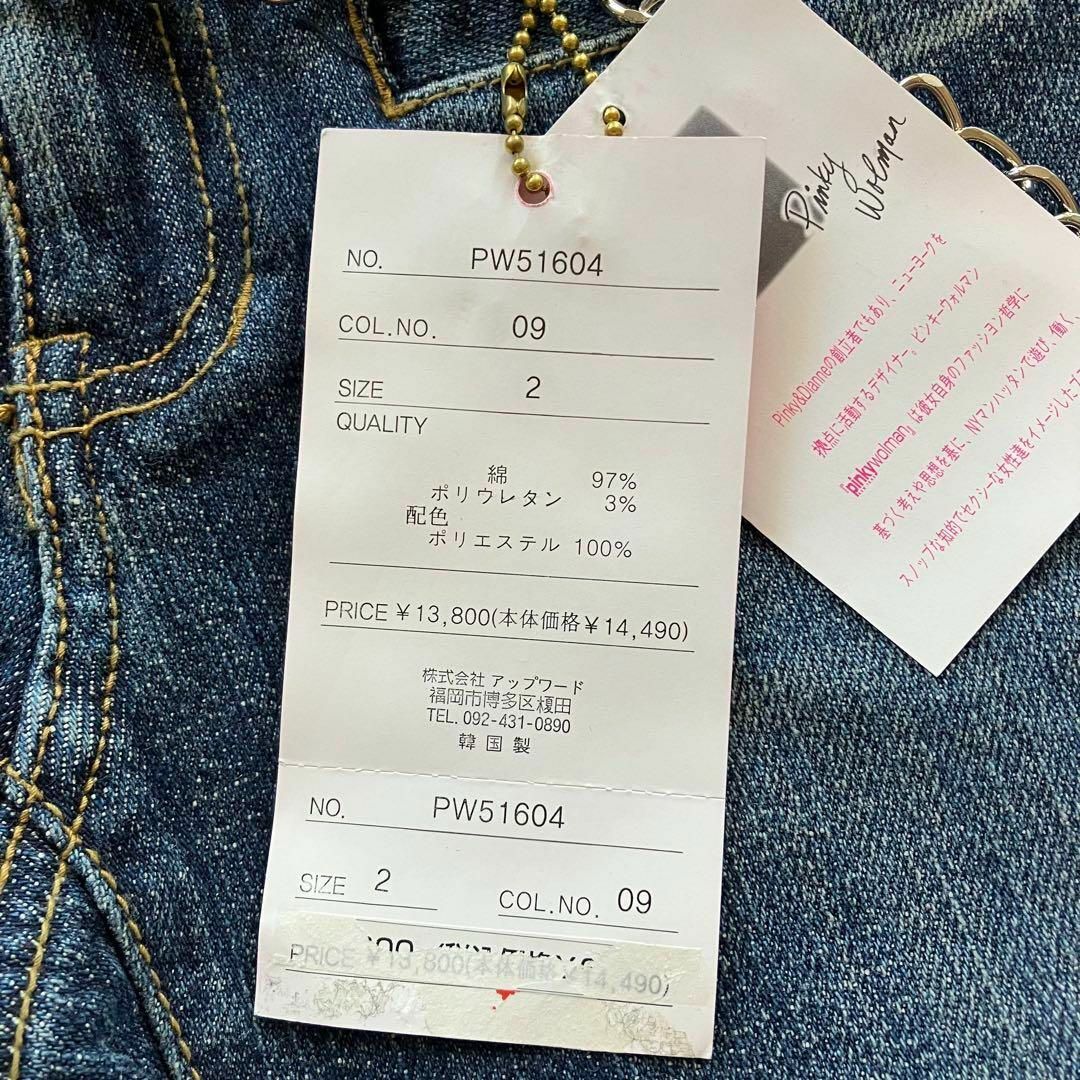 NO. PW51604
COL.NO. 09
SIZE 2
QUALITY
綿 97%
ポリウレタン 3%
配色
ポリエステル 100%
PRICE ¥13,800(本体価格¥14,490)
株式会社 アップワード
福岡市博多区榎田
TEL. 092-431-0890
韓国製
NO. PW51604
SIZE 2 COL.NO. 09
PRICE ¥13,800(本体価格¥14,490)
Pinky
Wolman
Pinky&Dianneの創立者でもあり、ニューヨークを
拠点に活動するデザイナー。ピンキーウォルマン
『pinkywolman』は彼女自身のファッション哲学に
基づく考えや思想を基に、NYマンハッタンで遊び、働く、
スノッブな知的でセクシーな女性達をイメージした